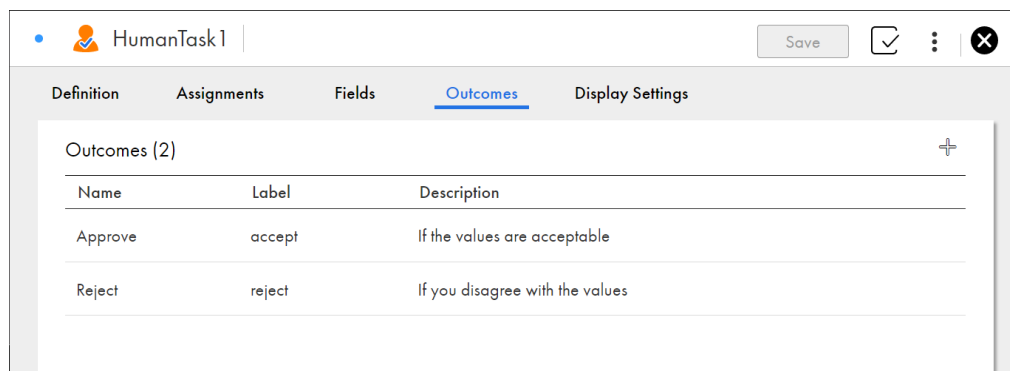 HumanTask1 Save
Definition Assignments Fields Outcomes Display Settings
Outcomes (2)
Name Label Description
Approve accept If the values are acceptable
Reject reject If you disagree with the values